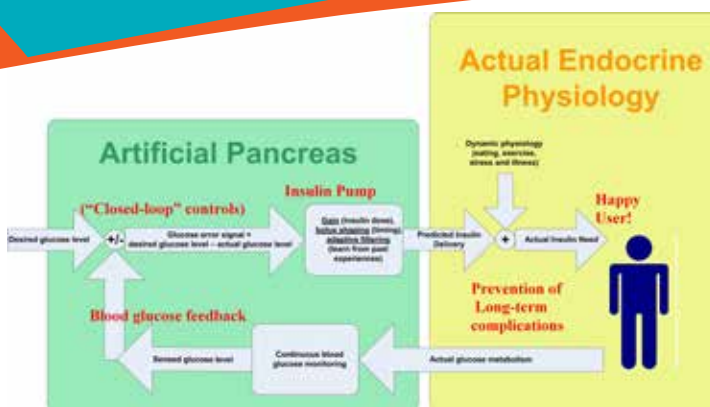 Actual Endocrine
Physiology
Artificial Pancreas
Dynamic physiology
(eating, exercise,
stress and illness)
("Closed-loop" controls)
Insulin Pump
Happy
User!
Desired glucose level
+/-
Glucose error signal =
desired glucose level – actual glucose level
Gain (insulin dose),
bolus shaping (timing)
adaptive filtering
(learn from past
experiences)
Predicted Insulin
Delivery
+
Actual Insulin Need
Prevention of
Long-term
complications
Blood glucose feedback
Sensed glucose level
Continuous blood
glucose monitoring
Actual glucose metabolism